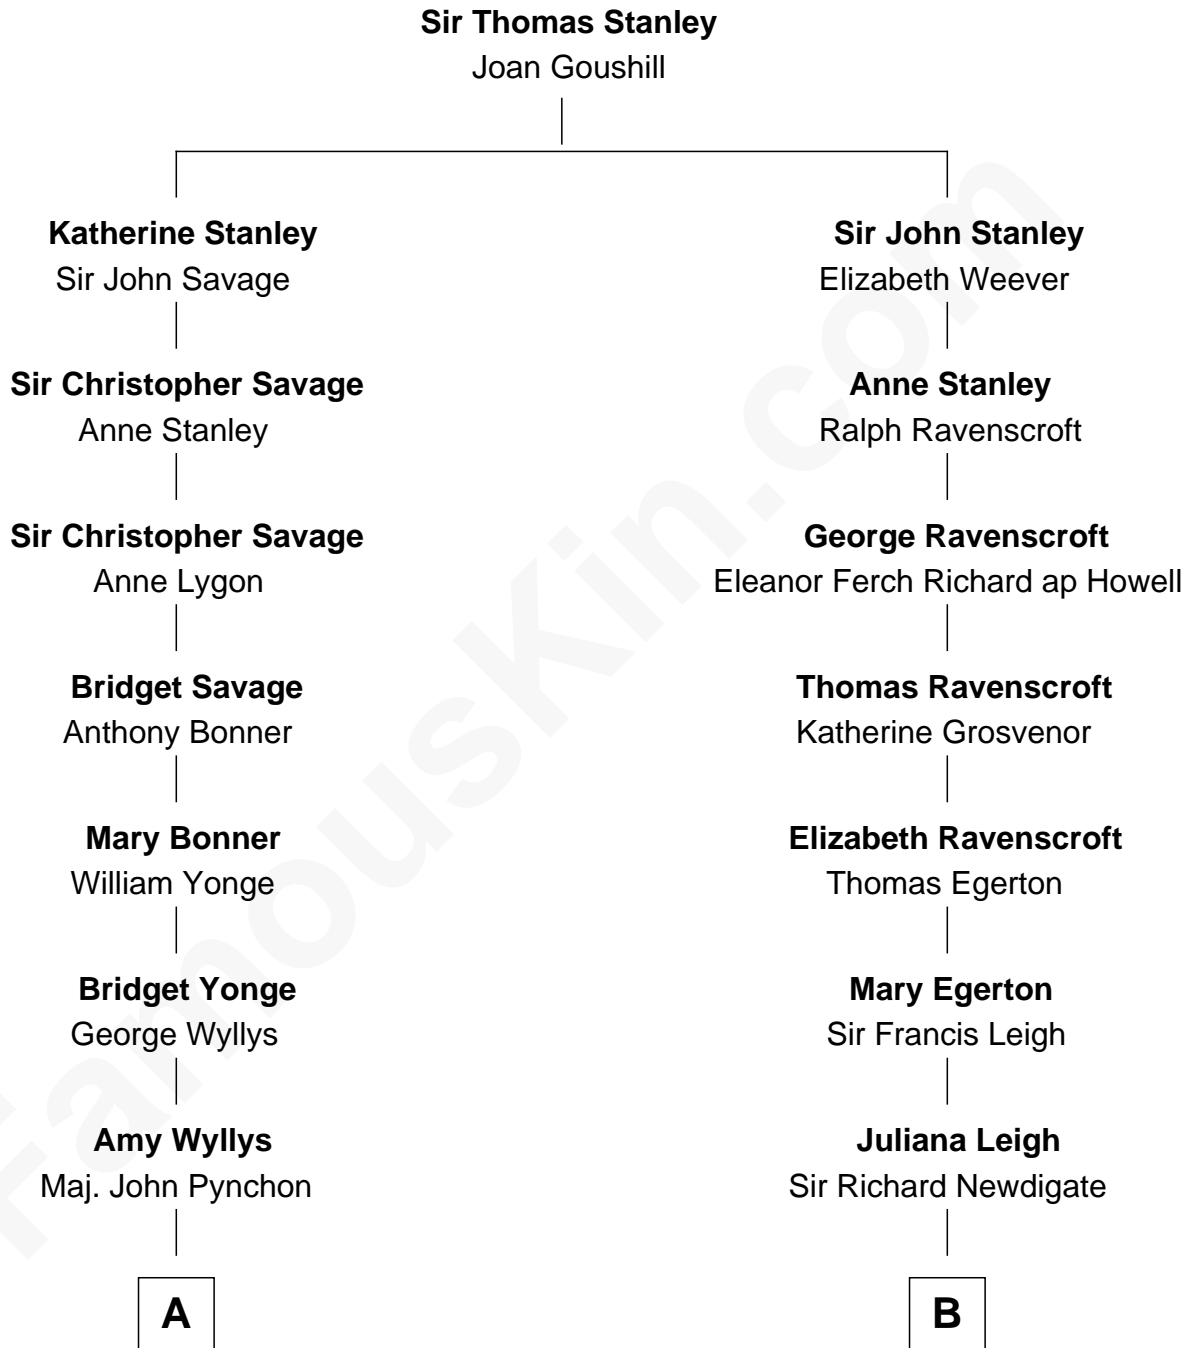 Sir Thomas Stanley
Joan Goushill
Katherine Stanley
Sir John Savage
Sir John Stanley
Elizabeth Weever
Sir Christopher Savage
Anne Stanley
Anne Stanley
Ralph Ravenscroft
Sir Christopher Savage
Anne Lygon
George Ravenscroft
Eleanor Ferch Richard ap Howell
Bridget Savage
Anthony Bonner
Thomas Ravenscroft
Katherine Grosvenor
Mary Bonner
William Yonge
Elizabeth Ravenscroft
Thomas Egerton
Bridget Yonge
George Wyllys
Mary Egerton
Sir Francis Leigh
Amy Wyllys
Maj. John Pynchon
Juliana Leigh
Sir Richard Newdigate
A
B
FamousKin.com